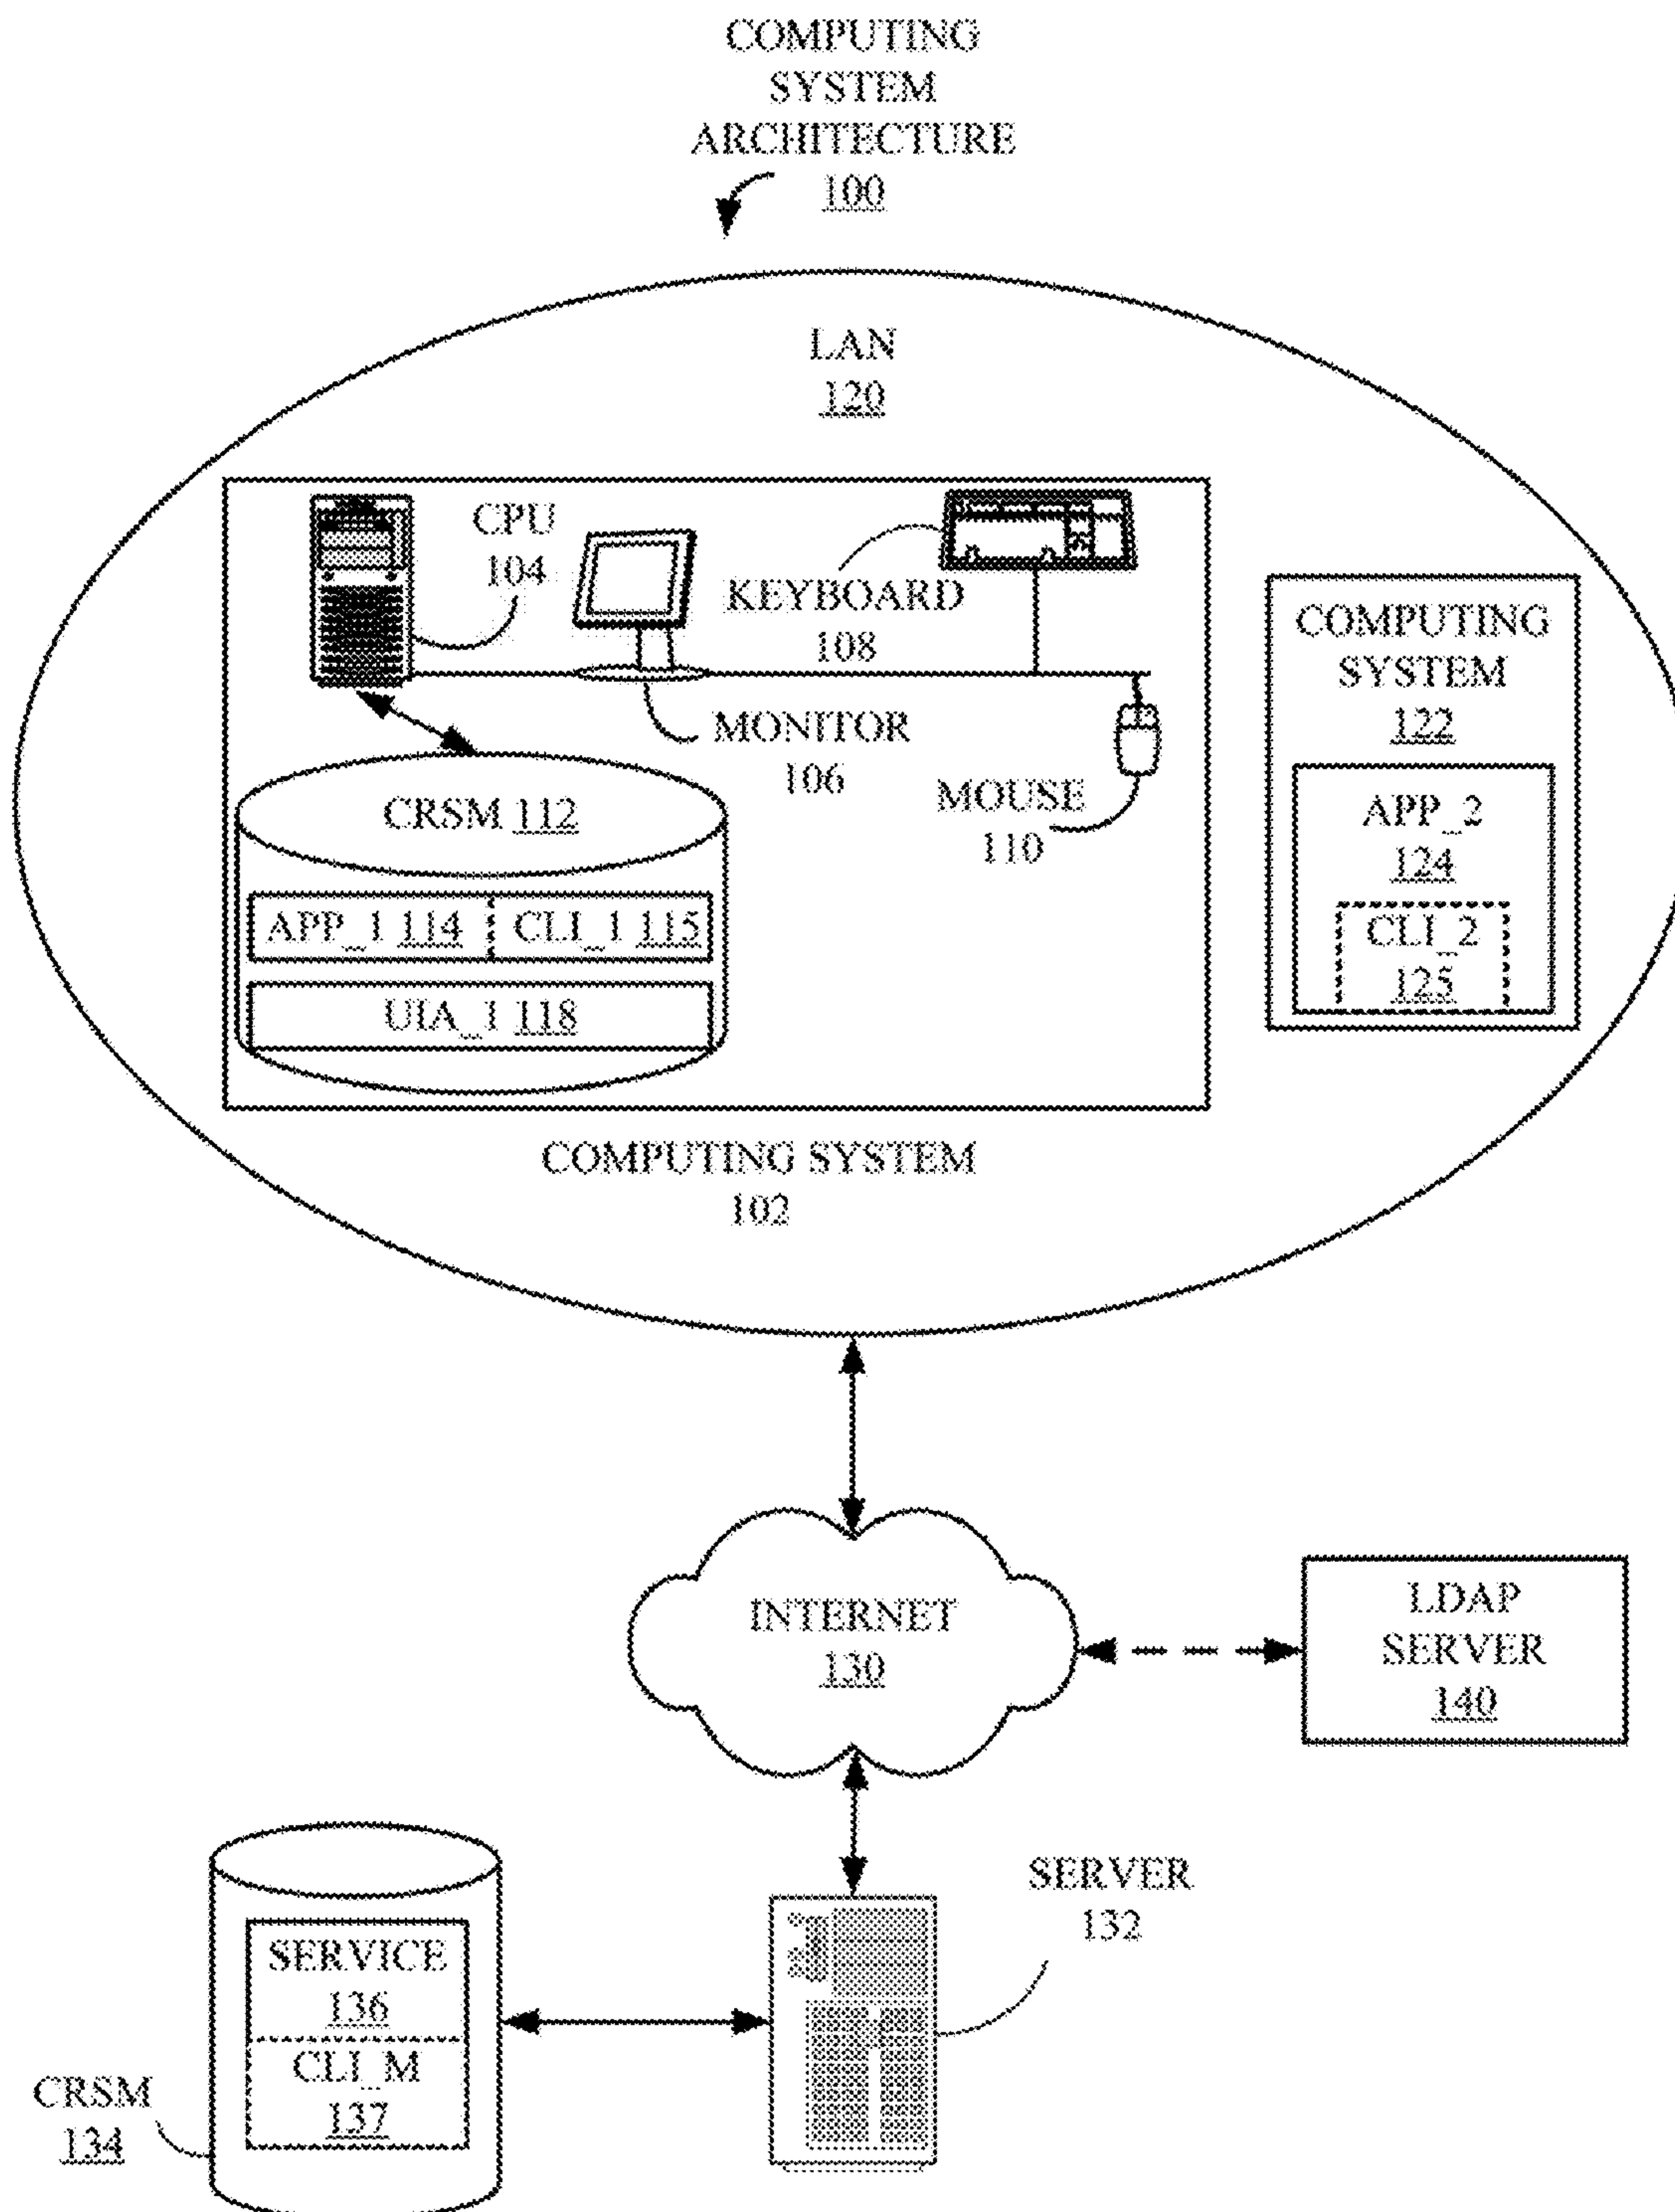 COMPUTING
SYSTEM
ARCHITECTURE
100
LAN
120
CPU
104
KEYBOARD
108
MONITOR
106
MOUSE
110
CRSM 112
APP_1 114
CLI_1 115
UIA_1 118
COMPUTING SYSTEM
102
COMPUTING
SYSTEM
122
APP_2
124
CLI_2
125
INTERNET
130
LDAP
SERVER
140
SERVER
132
SERVICE
136
CLI_M
137
CRSM
134